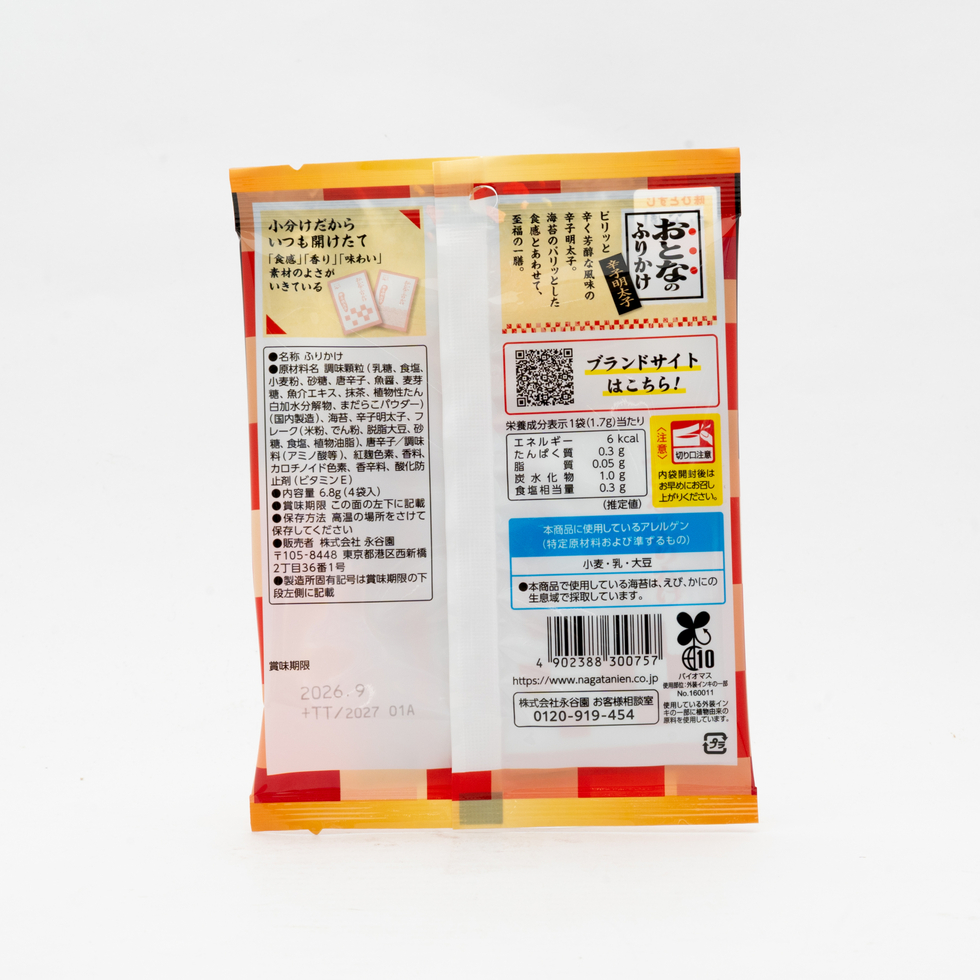 小分けだから
いつも開けたて
「食感」「香り」「味わい」
素材のよさが
いきている
●名称 ふりかけ
●原材料名 調味顆粒(乳糖、食塩、
小麦粉、砂糖、唐辛子、魚醤、麦芽
糖、魚介エキス、抹茶、植物性たん
白加水分解物、まだらこパウダー)
(国内製造)、海苔、辛子明太子、フ
レーク(米粉、でん粉、脱脂大豆、砂
糖、食塩、植物油脂)、唐辛子/調味
料(アミノ酸等)、紅麹色素、香料、
カロチノイド色素、香辛料、酸化防
止剤(ビタミンE)
●内容量 6.8g(4袋入)
●賞味期限 この面の左下に記載
●保存方法 高温の場所をさけて
保存してください
●販売者 株式会社 永谷園
〒105-8448 東京都港区西新橋
2丁目36番1号
●製造所固有記号は賞味期限の下
段左側に記載
賞味期限
2026.9
+TT/2027 01A
おとなの
ふりかけ
辛子明太子
ピリッと
辛く芳醇な風味の
辛子明太子。
海苔のパリッとした
食感とあわせて、
至福の一膳。
ブランドサイト
はこちら!
栄養成分表示1袋(1.7g)当たり
エネルギー 6 kcal
たんぱく質 0.3 g
脂質 0.05 g
炭水化物 1.0 g
食塩相当量 0.3 g
(推定値)
〈注意〉
切り口注意
内袋開封後は
お早めにお召し
上がりください。
本商品に使用しているアレルゲン
(特定原材料および準ずるもの)
小麦・乳・大豆
●本商品で使用している海苔は、えび、かにの
生息域で採取しています。
4 902388 300757
https://www.nagatanien.co.jp
株式会社永谷園 お客様相談室
0120-919-454
10
バイオマス
使用部位:外装インキの一部
No.160011
使用している外装イン
キの一部に植物由来の
原料を使用しています。
プラ